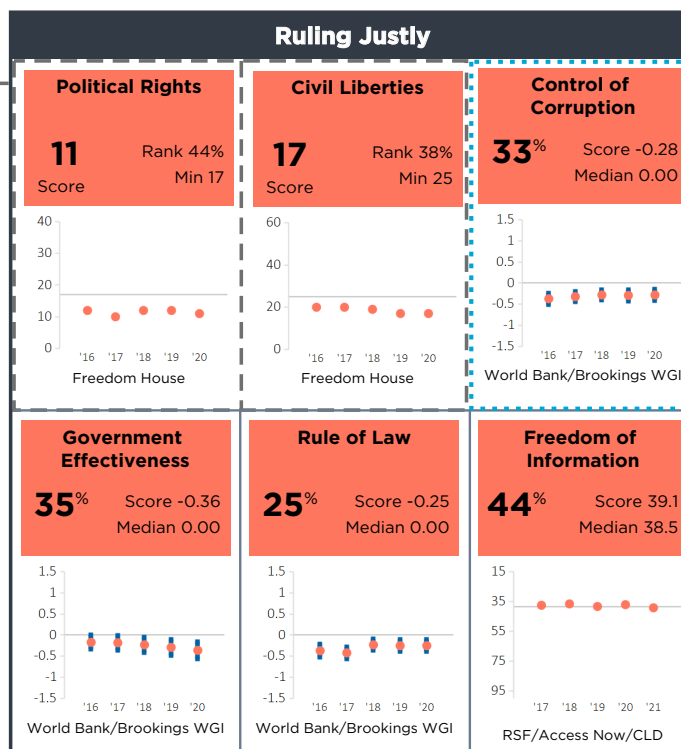 Ruling Justly
Political Rights
11
Score
Rank 44%
Min 17
40
30
20
10
0
'16 '17 '18 '19 '20
Freedom House
Civil Liberties
17
Score
Rank 38%
Min 25
60
40
20
0
'16 '17 '18 '19 '20
Freedom House
Control of
Corruption
33%
Score -0.28
Median 0.00
1.5
1
0.5
0
-0.5
-1
-1.5
'16 '17 '18 '19 '20
World Bank/Brookings WGI
Government
Effectiveness
35%
Score -0.36
Median 0.00
1.5
1
0.5
0
-0.5
-1
-1.5
'16 '17 '18 '19 '20
World Bank/Brookings WGI
Rule of Law
25%
Score -0.25
Median 0.00
1.5
1
0.5
0
-0.5
-1
-1.5
'16 '17 '18 '19 '20
World Bank/Brookings WGI
Freedom of
Information
44%
Score 39.1
Median 38.5
15
35
55
75
95
'17 '18 '19 '20 '21
RSF/Access Now/CLD